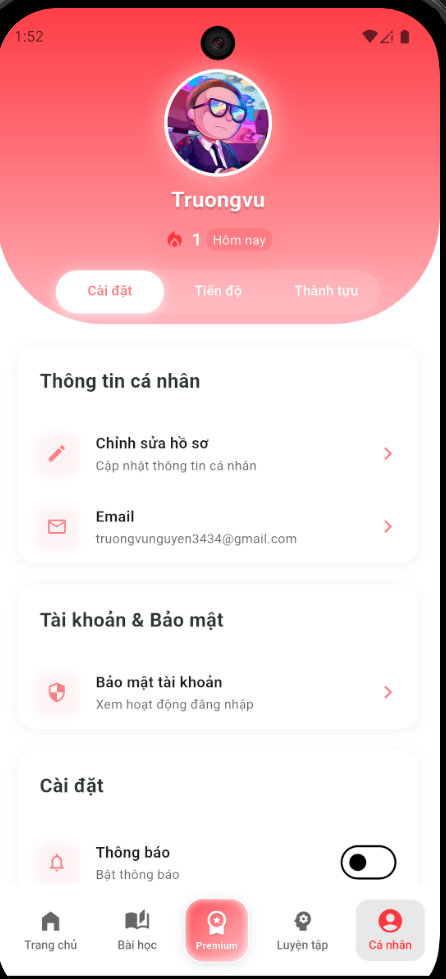 1:52
Truongvu
1 Hôm nay
Cài đặt Tiến độ Thành tựu
Thông tin cá nhân
Chỉnh sửa hồ sơ
Cập nhật thông tin cá nhân
Email
truongvunguyen3434@gmail.com
Tài khoản & Bảo mật
Bảo mật tài khoản
Xem hoạt động đăng nhập
Cài đặt
Thông báo
Bật thông báo
Trang chủ Bài học Premium Luyện tập Cá nhân